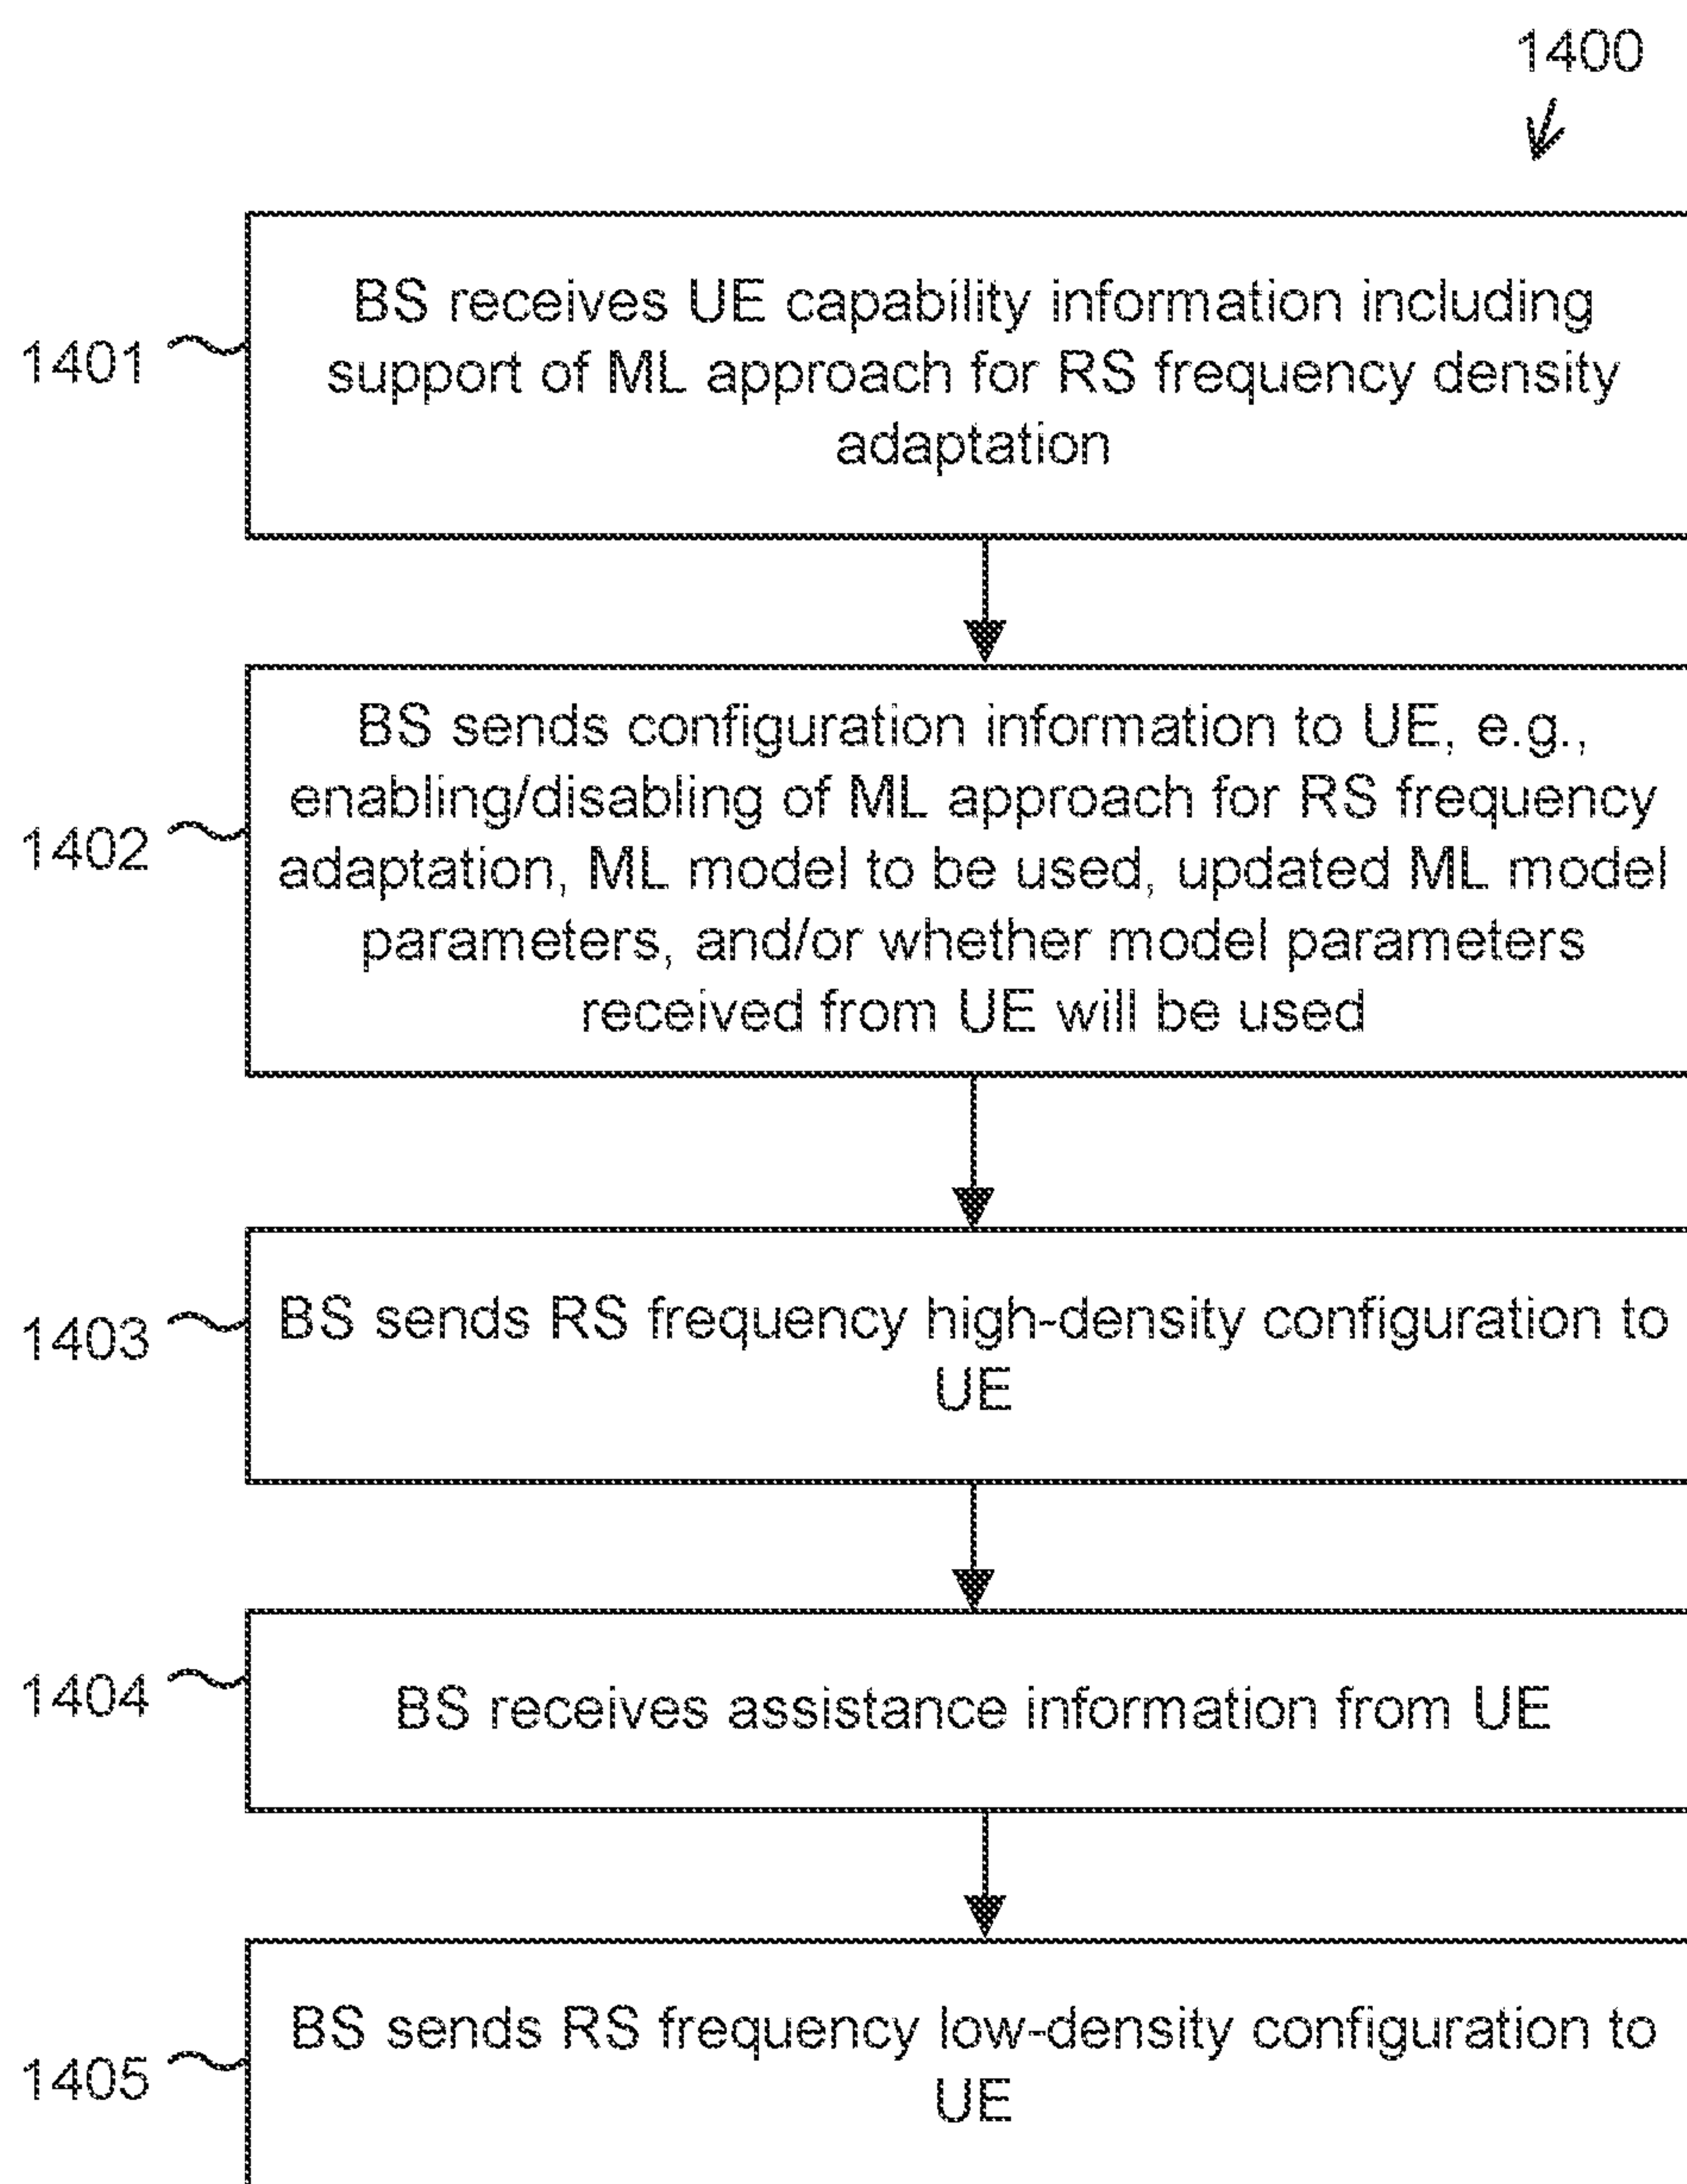 1400
BS receives UE capability information including
support of ML approach for RS frequency density
adaptation
1401
BS sends configuration information to UE, e.g.,
enabling/disabling of ML approach for RS frequency
adaptation, ML model to be used, updated ML model
parameters, and/or whether model parameters
received from UE will be used
1402
BS sends RS frequency high-density configuration to
UE
1403
BS receives assistance information from UE
1404
BS sends RS frequency low-density configuration to
UE
1405